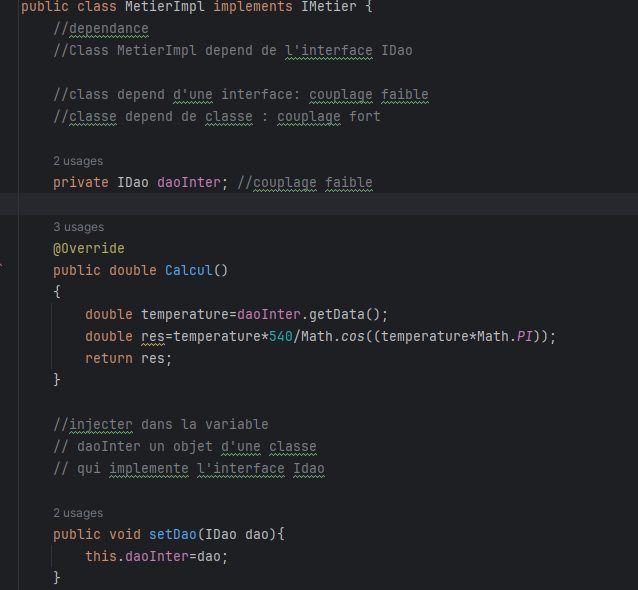 public class MetierImpl implements IMetier {
//dependance
//Class MetierImpl depend de l'interface IDao
//class depend d'une interface: couplage faible
//classe depend de classe : couplage fort
2 usages
private IDao daoInter; //couplage faible
3 usages
@Override
public double Calcul()
{
double temperature=daoInter.getData();
double res=temperature*540/Math.cos((temperature*Math.PI));
return res;
}
//injecter dans la variable
// daoInter un objet d'une classe
// qui implemente l'interface Idao
2 usages
public void setDao(IDao dao){
this.daoInter=dao;
}